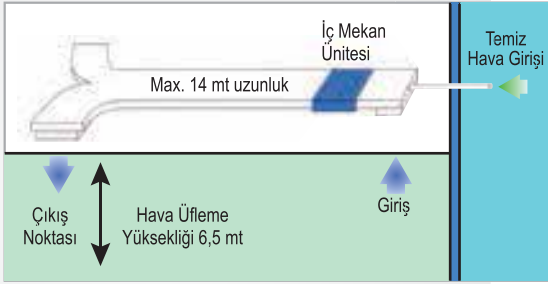 İç Mekan
Ünitesi
Temiz
Hava Girişi
Max. 14 mt uzunluk
Çıkış
Noktası
Hava Üfleme
Yüksekliği 6,5 mt
Giriş